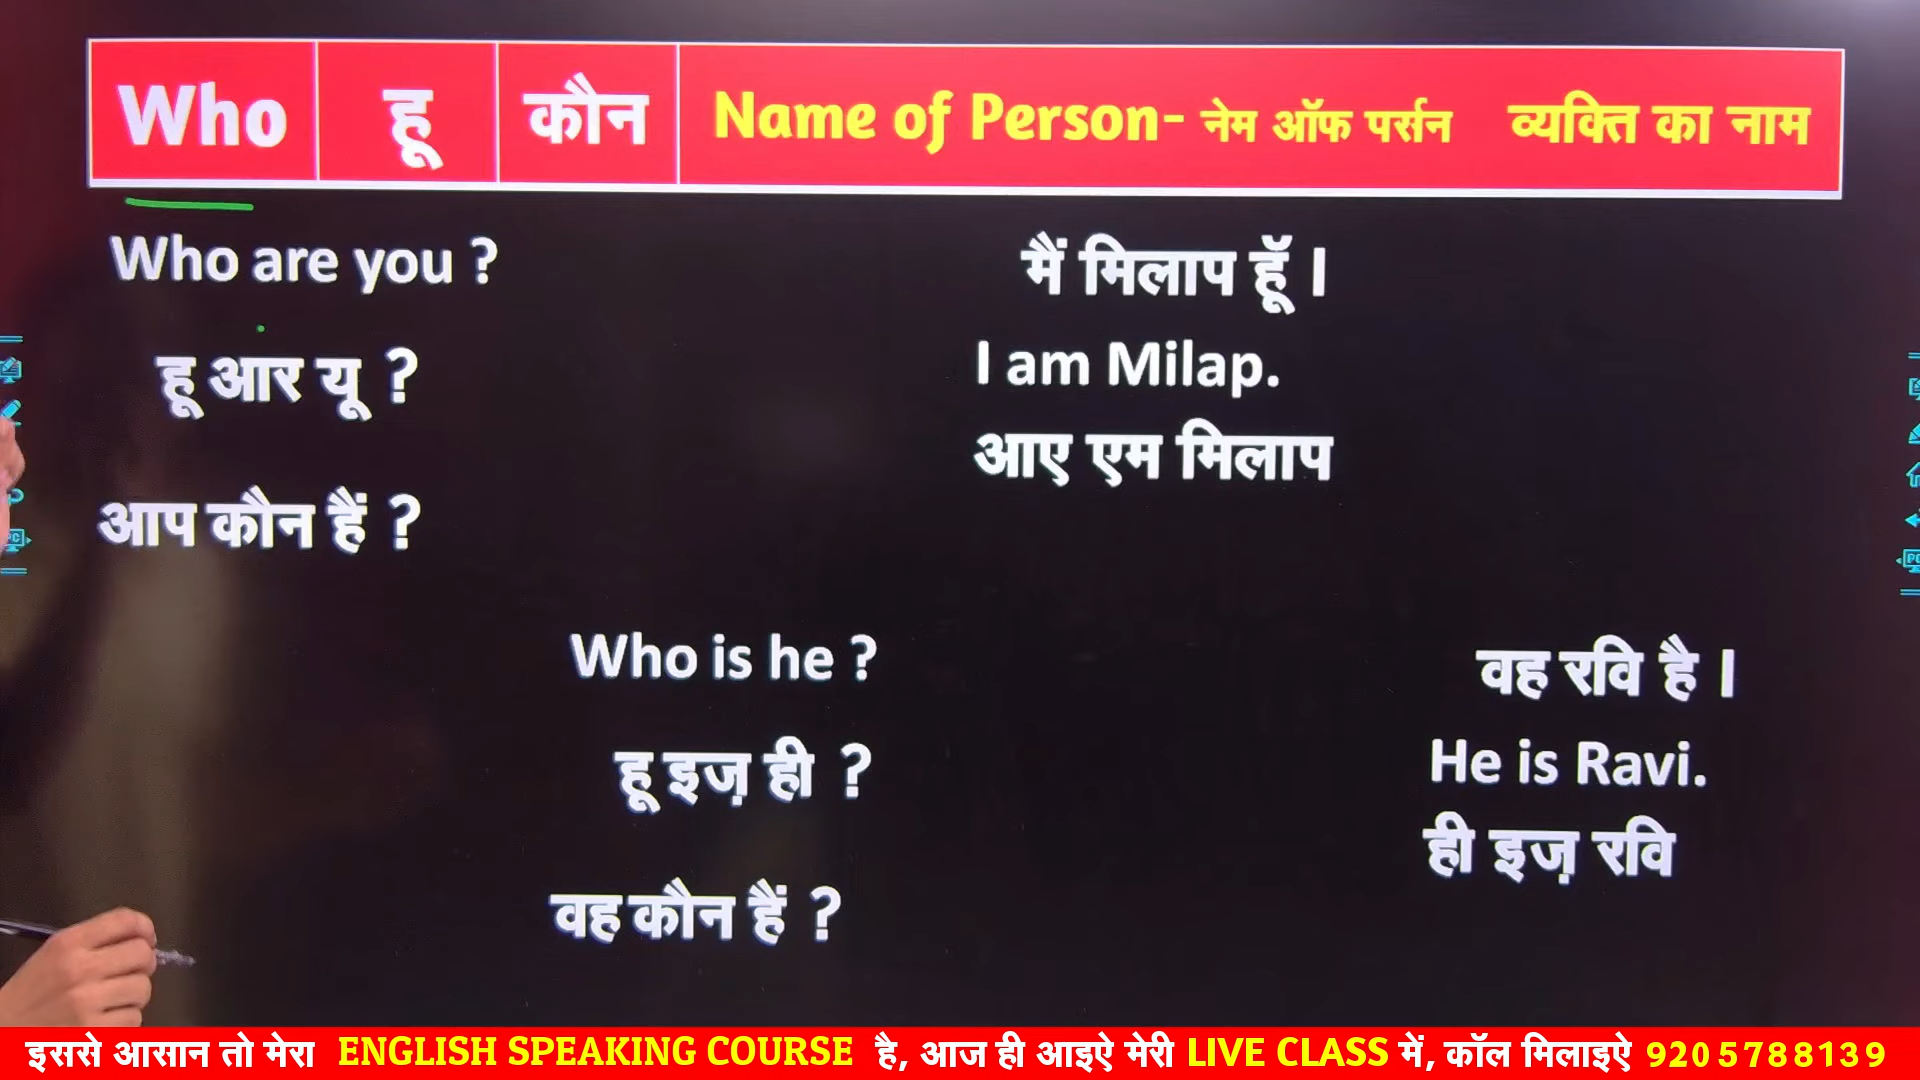 Who हू कौन Name of Person- नेम ऑफ पर्सन व्यक्ति का नाम
Who are you ?
हू आर यू ?
आप कौन हैं ?
मैं मिलाप हूॅं ।
I am Milap.
आए एम मिलाप
Who is he ?
हू इज़ ही ?
वह कौन हैं ?
वह रवि है ।
He is Ravi.
ही इज़ रवि
इससे आसान तो मेरा ENGLISH SPEAKING COURSE है, आज ही आइऐ मेरी LIVE CLASS में, कॉल मिलाइऐ 9205788139